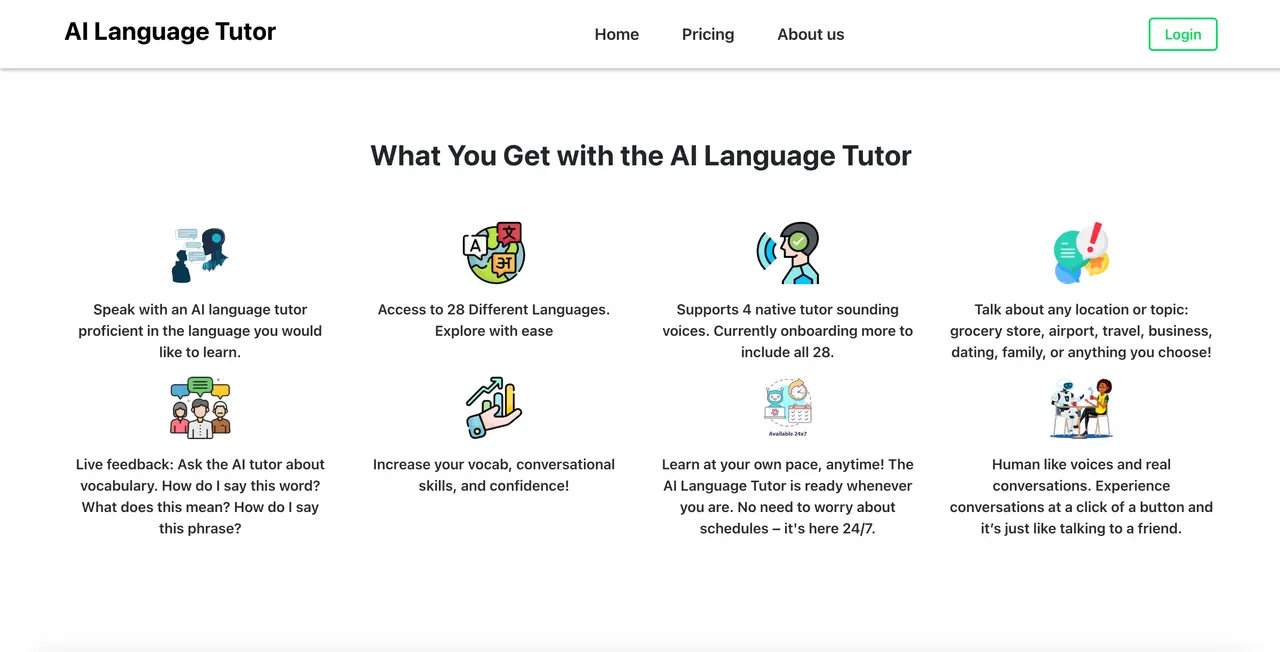 AI Language Tutor
Home
Pricing
About us
Login
What You Get with the AI Language Tutor
A
文
अ
Speak with an AI language tutor
proficient in the language you would
like to learn.
Access to 28 Different Languages.
Explore with ease
Supports 4 native tutor sounding
voices. Currently onboarding more to
include all 28.
Talk about any location or topic:
grocery store, airport, travel, business,
dating, family, or anything you choose!
Available 24x7
Live feedback: Ask the AI tutor about
vocabulary. How do I say this word?
What does this mean? How do I say
this phrase?
Increase your vocab, conversational
skills, and confidence!
Learn at your own pace, anytime! The
AI Language Tutor is ready whenever
you are. No need to worry about
schedules – it's here 24/7.
Human like voices and real
conversations. Experience
conversations at a click of a button and
it’s just like talking to a friend.